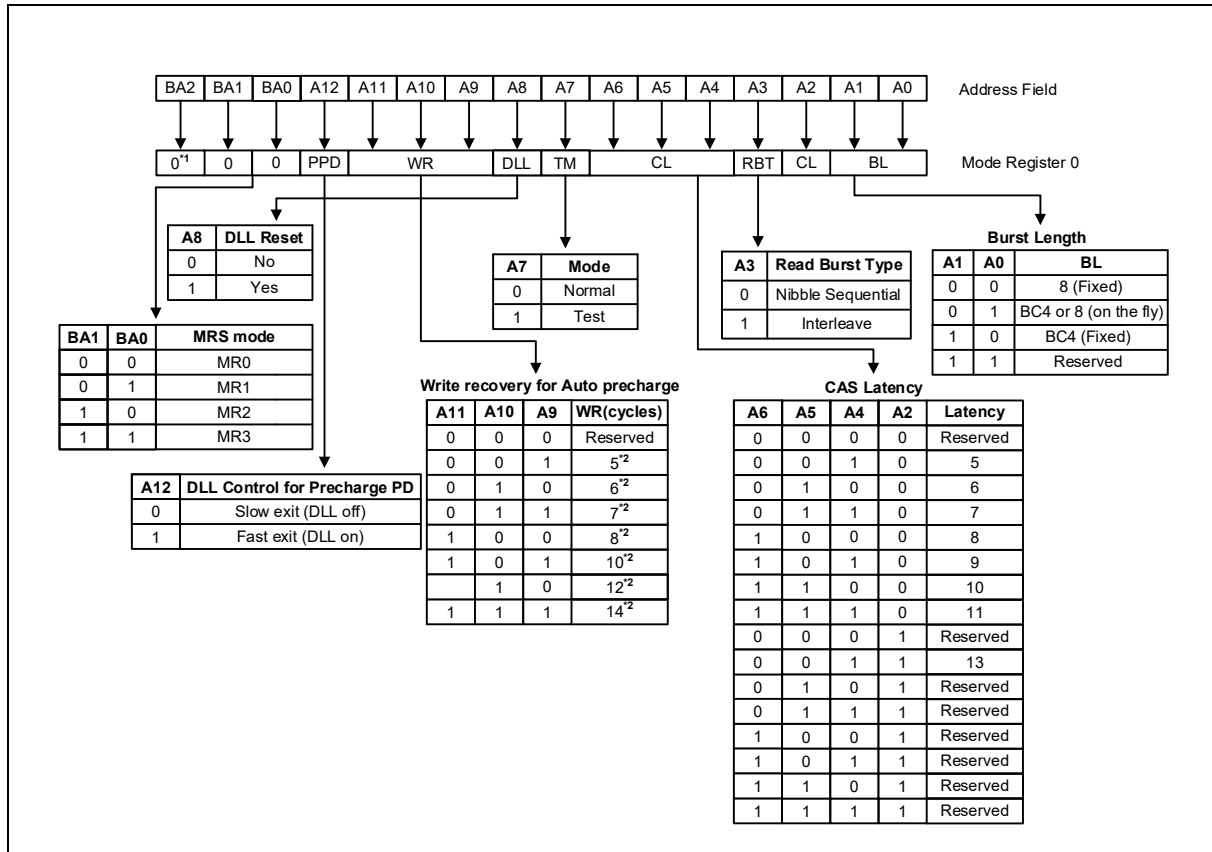 BA2 BA1 BA0 A12 A11 A10 A9 A8 A7 A6 A5 A4 A3 A2 A1 A0 Address Field
0*1 0 0 PPD WR DLL TM CL RBT CL BL Mode Register 0
A8 DLL Reset
0 No
1 Yes
A7 Mode
0 Normal
1 Test
A3 Read Burst Type
0 Nibble Sequential
1 Interleave
Burst Length
A1 A0 BL
0 0 8 (Fixed)
0 1 BC4 or 8 (on the fly)
1 0 BC4 (Fixed)
1 1 Reserved
BA1 BA0 MRS mode
0 0 MR0
0 1 MR1
1 0 MR2
1 1 MR3
A12 DLL Control for Precharge PD
0 Slow exit (DLL off)
1 Fast exit (DLL on)
Write recovery for Auto precharge
A11 A10 A9 WR(cycles)
0 0 0 Reserved
0 0 1 5*2
0 1 0 6*2
0 1 1 7*2
1 0 0 8*2
1 0 1 10*2
1 0 12*2
1 1 1 14*2
CAS Latency
A6 A5 A4 A2 Latency
0 0 0 0 Reserved
0 0 1 0 5
0 1 0 0 6
0 1 1 0 7
1 0 0 0 8
1 0 1 0 9
1 1 0 0 10
1 1 1 0 11
0 0 0 1 Reserved
0 0 1 1 13
0 1 0 1 Reserved
0 1 1 1 Reserved
1 0 0 1 Reserved
1 0 1 1 Reserved
1 1 0 1 Reserved
1 1 1 1 Reserved